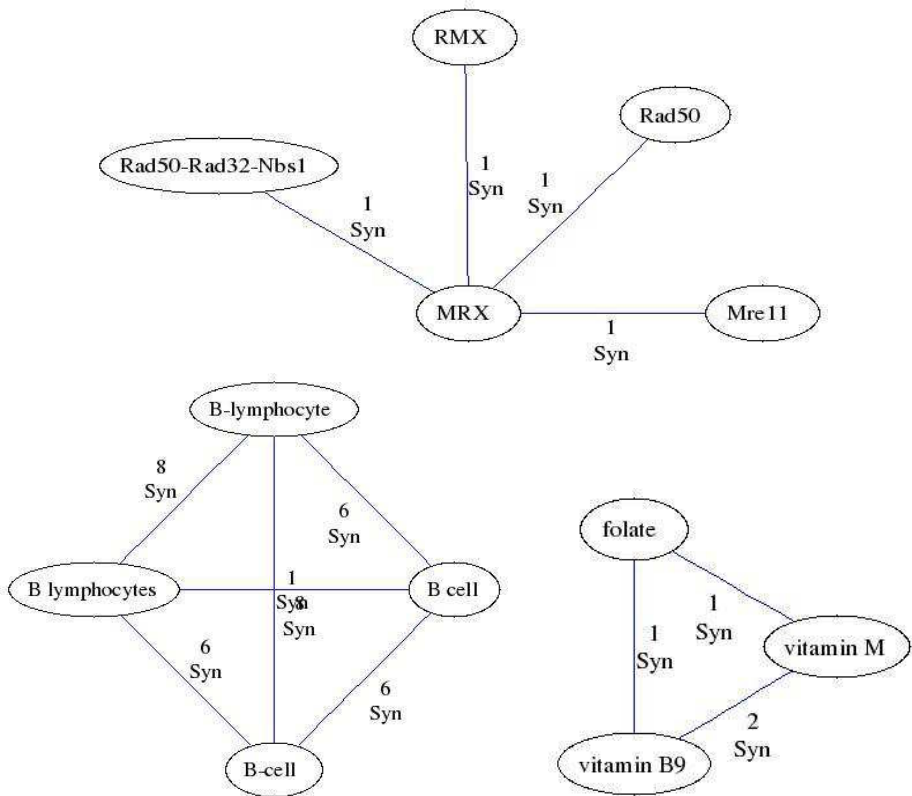 RMX
Rad50
Rad50-Rad32-Nbs1
1
Syn
1
Syn
1
Syn
MRX
Mre11
1
Syn
B-lymphocyte
8
Syn
6
Syn
folate
B lymphocytes
1
Syn
8
Syn
B cell
1
Syn
1
Syn
vitamin M
6
Syn
6
Syn
2
Syn
B-cell
vitamin B9